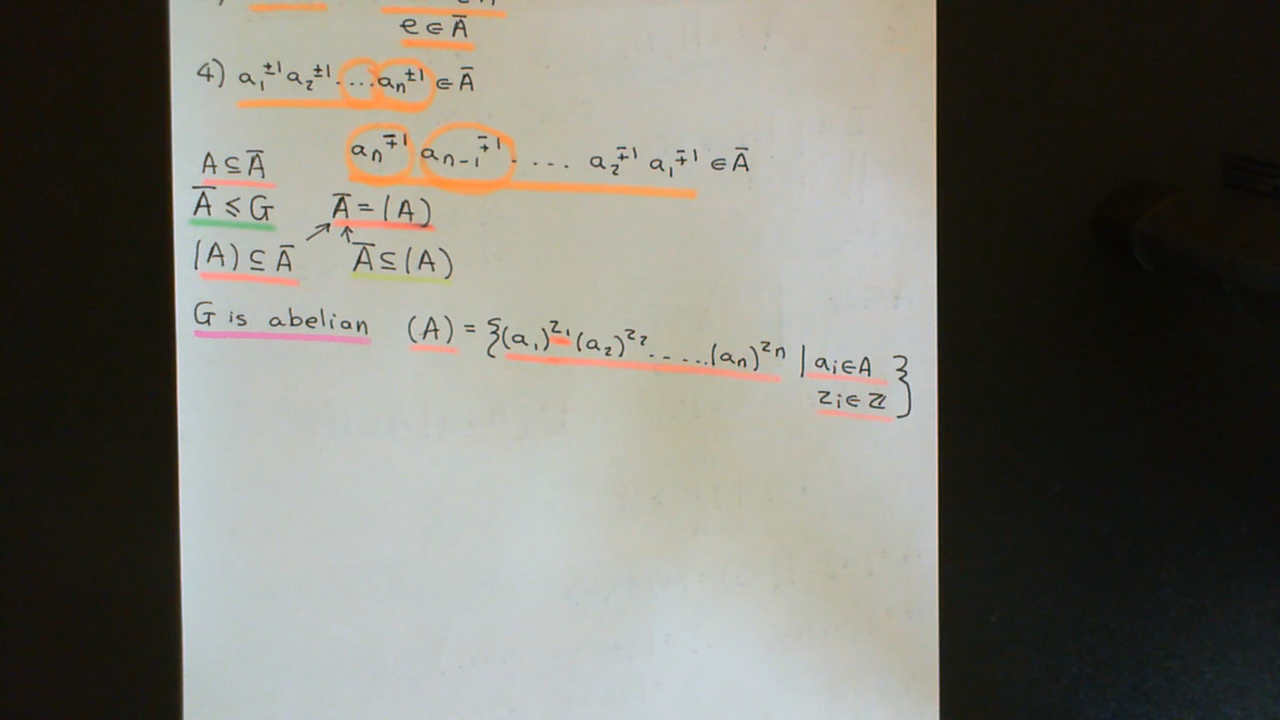 e ∈ Ā
4) a₁^±1 a₂^±1 .... aₙ^±1 ∈ Ā
aₙ^∓1 aₙ₋₁^∓1 .... a₂^∓1 a₁^∓1 ∈ Ā
A ⊆ Ā
Ā ≤ G Ā = (A)
(A) ⊆ Ā Ā ⊆ (A)
G is abelian (A) = {(a₁)^z₁ (a₂)^z₂ ..... (aₙ)^zₙ | aᵢ ∈ A
zᵢ ∈ ℤ }